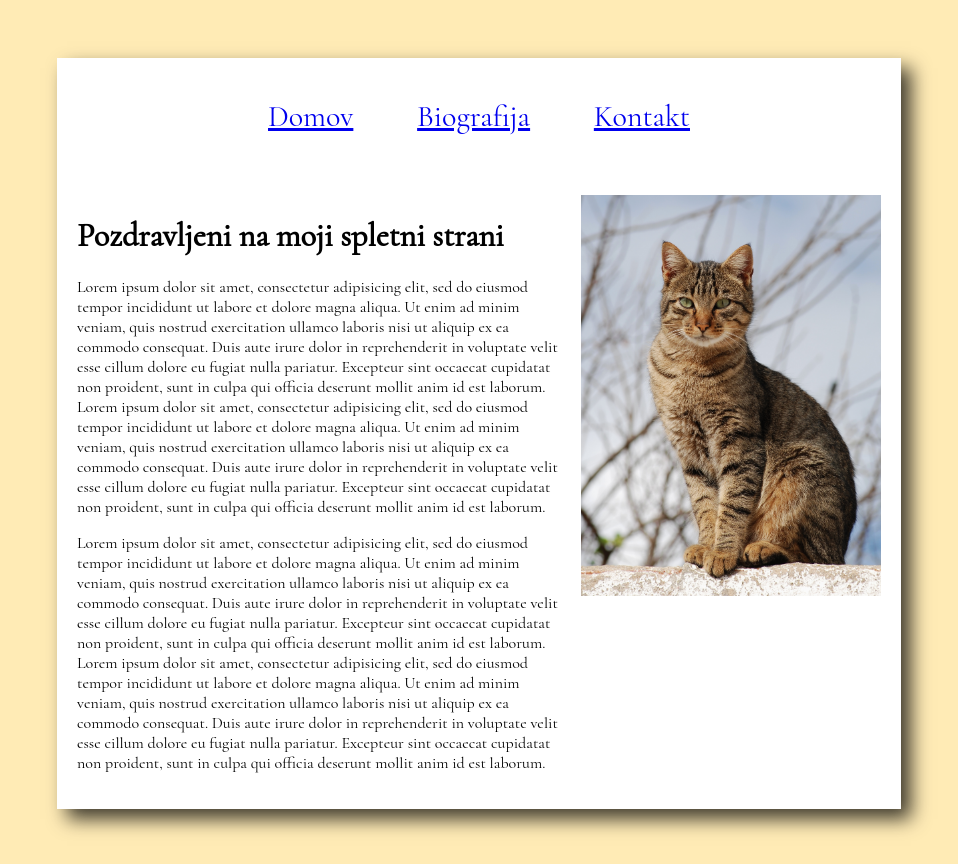 Domov Biografija Kontakt
Pozdravljeni na moji spletni strani
Lorem ipsum dolor sit amet, consectetur adipisicing elit, sed do eiusmod
tempor incididunt ut labore et dolore magna aliqua. Ut enim ad minim
veniam, quis nostrud exercitation ullamco laboris nisi ut aliquip ex ea
commodo consequat. Duis aute irure dolor in reprehenderit in voluptate velit
esse cillum dolore eu fugiat nulla pariatur. Excepteur sint occaecat cupidatat
non proident, sunt in culpa qui officia deserunt mollit anim id est laborum.
Lorem ipsum dolor sit amet, consectetur adipisicing elit, sed do eiusmod
tempor incididunt ut labore et dolore magna aliqua. Ut enim ad minim
veniam, quis nostrud exercitation ullamco laboris nisi ut aliquip ex ea
commodo consequat. Duis aute irure dolor in reprehenderit in voluptate velit
esse cillum dolore eu fugiat nulla pariatur. Excepteur sint occaecat cupidatat
non proident, sunt in culpa qui officia deserunt mollit anim id est laborum.
Lorem ipsum dolor sit amet, consectetur adipisicing elit, sed do eiusmod
tempor incididunt ut labore et dolore magna aliqua. Ut enim ad minim
veniam, quis nostrud exercitation ullamco laboris nisi ut aliquip ex ea
commodo consequat. Duis aute irure dolor in reprehenderit in voluptate velit
esse cillum dolore eu fugiat nulla pariatur. Excepteur sint occaecat cupidatat
non proident, sunt in culpa qui officia deserunt mollit anim id est laborum.
Lorem ipsum dolor sit amet, consectetur adipisicing elit, sed do eiusmod
tempor incididunt ut labore et dolore magna aliqua. Ut enim ad minim
veniam, quis nostrud exercitation ullamco laboris nisi ut aliquip ex ea
commodo consequat. Duis aute irure dolor in reprehenderit in voluptate velit
esse cillum dolore eu fugiat nulla pariatur. Excepteur sint occaecat cupidatat
non proident, sunt in culpa qui officia deserunt mollit anim id est laborum.